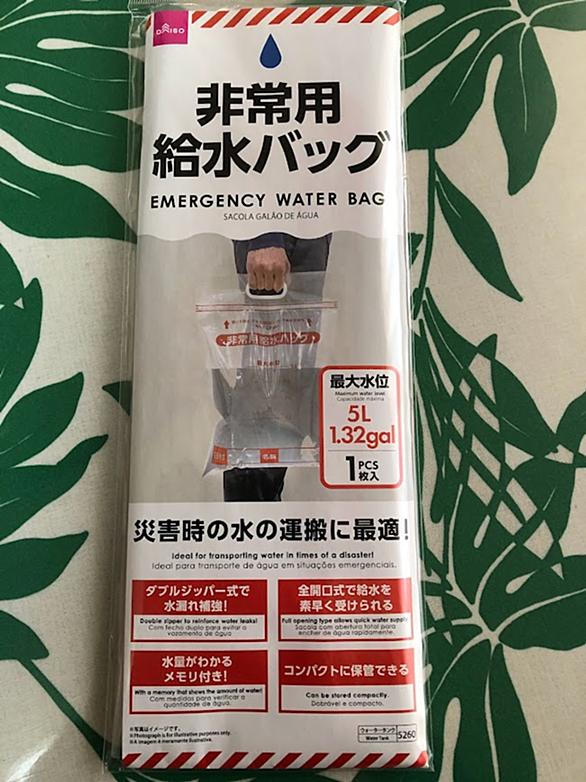 DAISO
非常用
給水バッグ
EMERGENCY WATER BAG
SACOLA GALÃO DE ÁGUA
非常用給水バッグ
最大水位
最大水位
Maximum water level
Capacidade máxima
5L
1.32gal
1 PCS
枚入
災害時の水の運搬に最適!
Ideal for transporting water in times of a disaster!
Ideal para transporte de água em situações emergenciais.
ダブルジッパー式で
水漏れ補強!
Double zipper to reinforce water leaks!
Com fecho duplo para evitar o
vazamento de água
全開口式で給水を
素早く受けられる
Full opening type allows quick water supply
Sacola com abertura total para
encher de água rapidamente.
水量がわかる
メモリ付き!
With a memory that shows the amount of water!
Com medidas para verificar a
quantidade de água.
コンパクトに保管できる
Can be stored compactly.
Dobrável e compacto.
※写真はイメージです。
※Photograph is for illustrative purposes only.
※A imagem é meramente ilustrativa.
ウォータータンク
Water Tank
5260